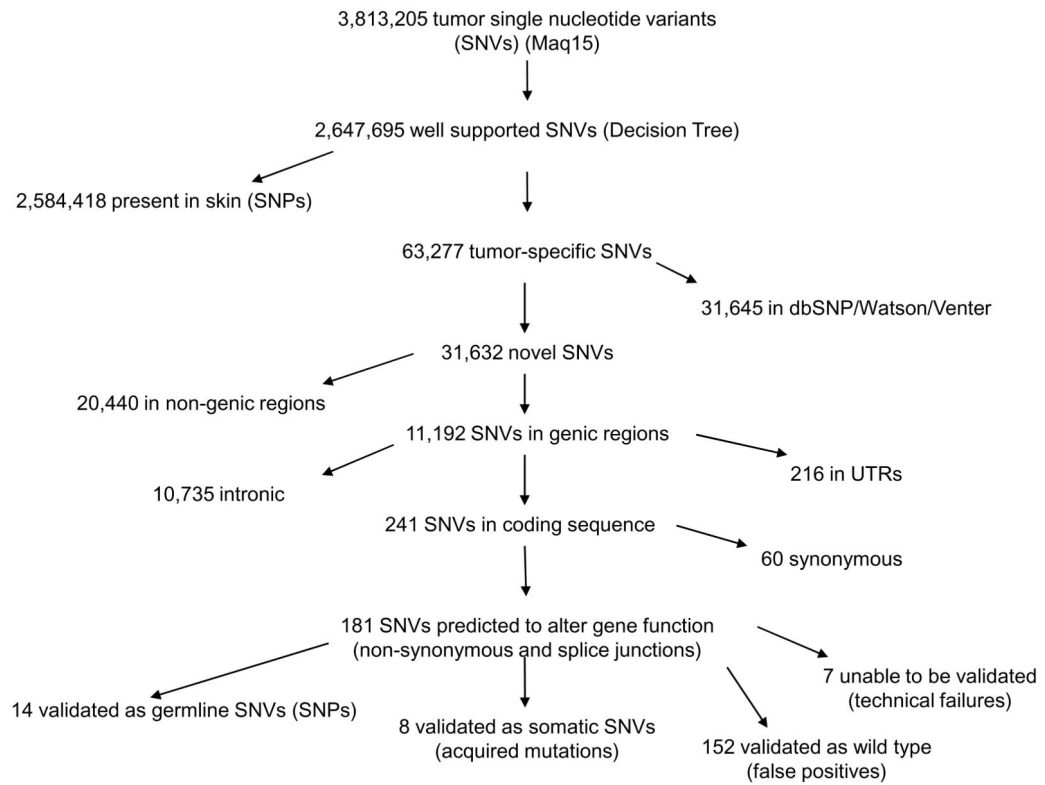 3,813,205 tumor single nucleotide variants
(SNVs) (Maq15)
2,647,695 well supported SNVs (Decision Tree)
2,584,418 present in skin (SNPs)
63,277 tumor-specific SNVs
31,645 in dbSNP/Watson/Venter
31,632 novel SNVs
20,440 in non-genic regions
11,192 SNVs in genic regions
216 in UTRs
10,735 intronic
241 SNVs in coding sequence
60 synonymous
181 SNVs predicted to alter gene function
(non-synonymous and splice junctions)
7 unable to be validated
(technical failures)
14 validated as germline SNVs (SNPs)
8 validated as somatic SNVs
(acquired mutations)
152 validated as wild type
(false positives)